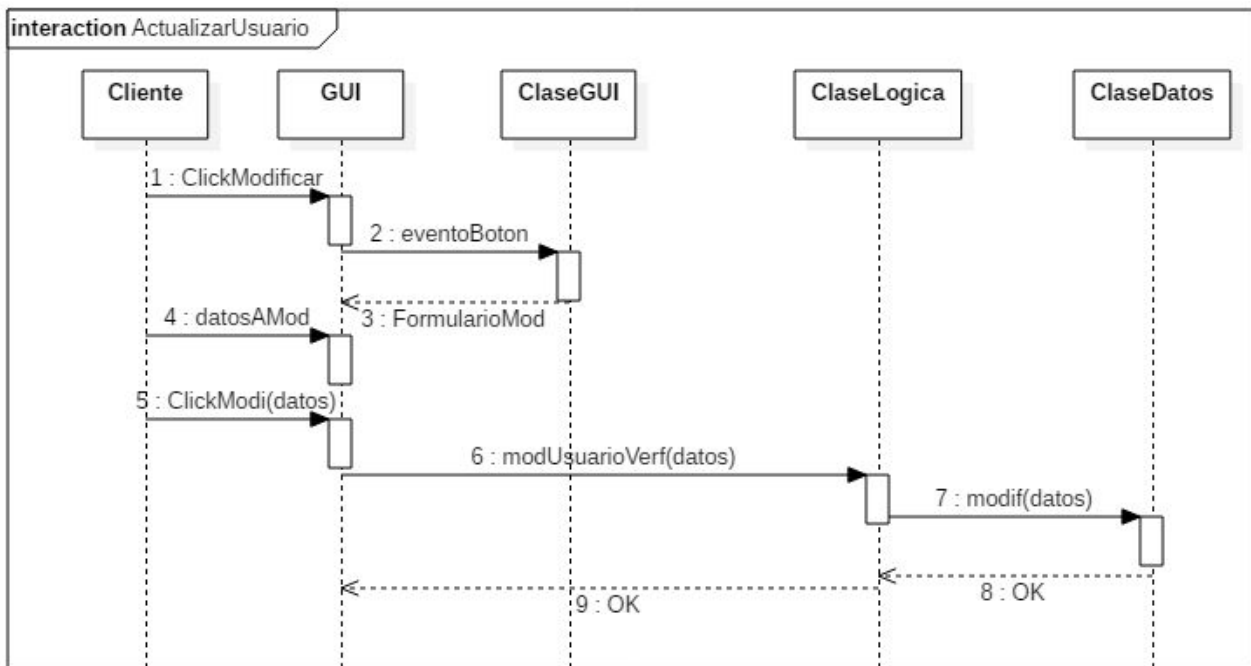 interaction ActualizarUsuario
Cliente
GUI
ClaseGUI
ClaseLogica
ClaseDatos
1 : ClickModificar
2 : eventoBoton
3 : FormularioMod
4 : datosAMod
5 : ClickModi(datos)
6 : modUsuarioVerf(datos)
7 : modif(datos)
8 : OK
9 : OK